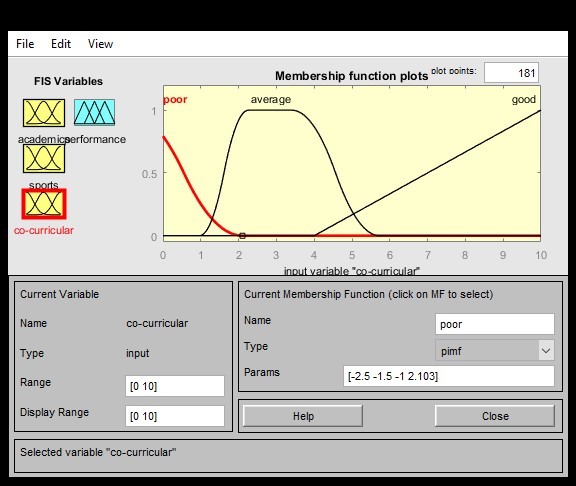 File Edit View
FIS Variables
Membership function plots
plot points:
181
poor
average
good
1
0.5
0
0 1 2 3 4 5 6 7 8 9 10
input variable "co-curricular"
academics
performance
sports
co-curricular
Current Variable
Name co-curricular
Type input
Range [0 10]
Display Range [0 10]
Current Membership Function (click on MF to select)
Name poor
Type pimf
Params [-2.5 -1.5 -1 2.103]
Help Close
Selected variable "co-curricular"